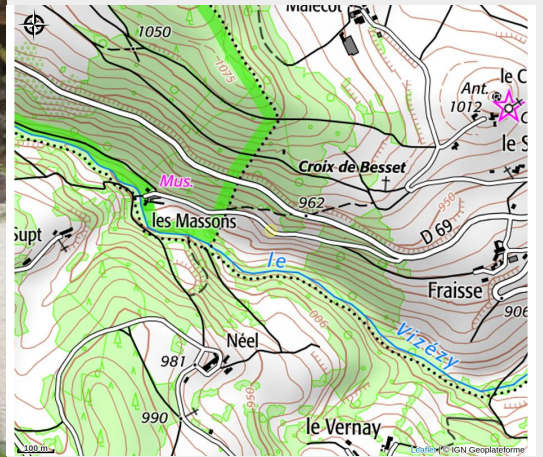 Malecot
1050
1075
le C
Ant.
1012
le S
Croix de Besset
Mus.
962
950
les Massons
D 69
Supt
le
Fraisse
Vizézy
900
906
Néel
981
950
990
le Vernay
100 m
Leaflet | © IGN Geoplateforme